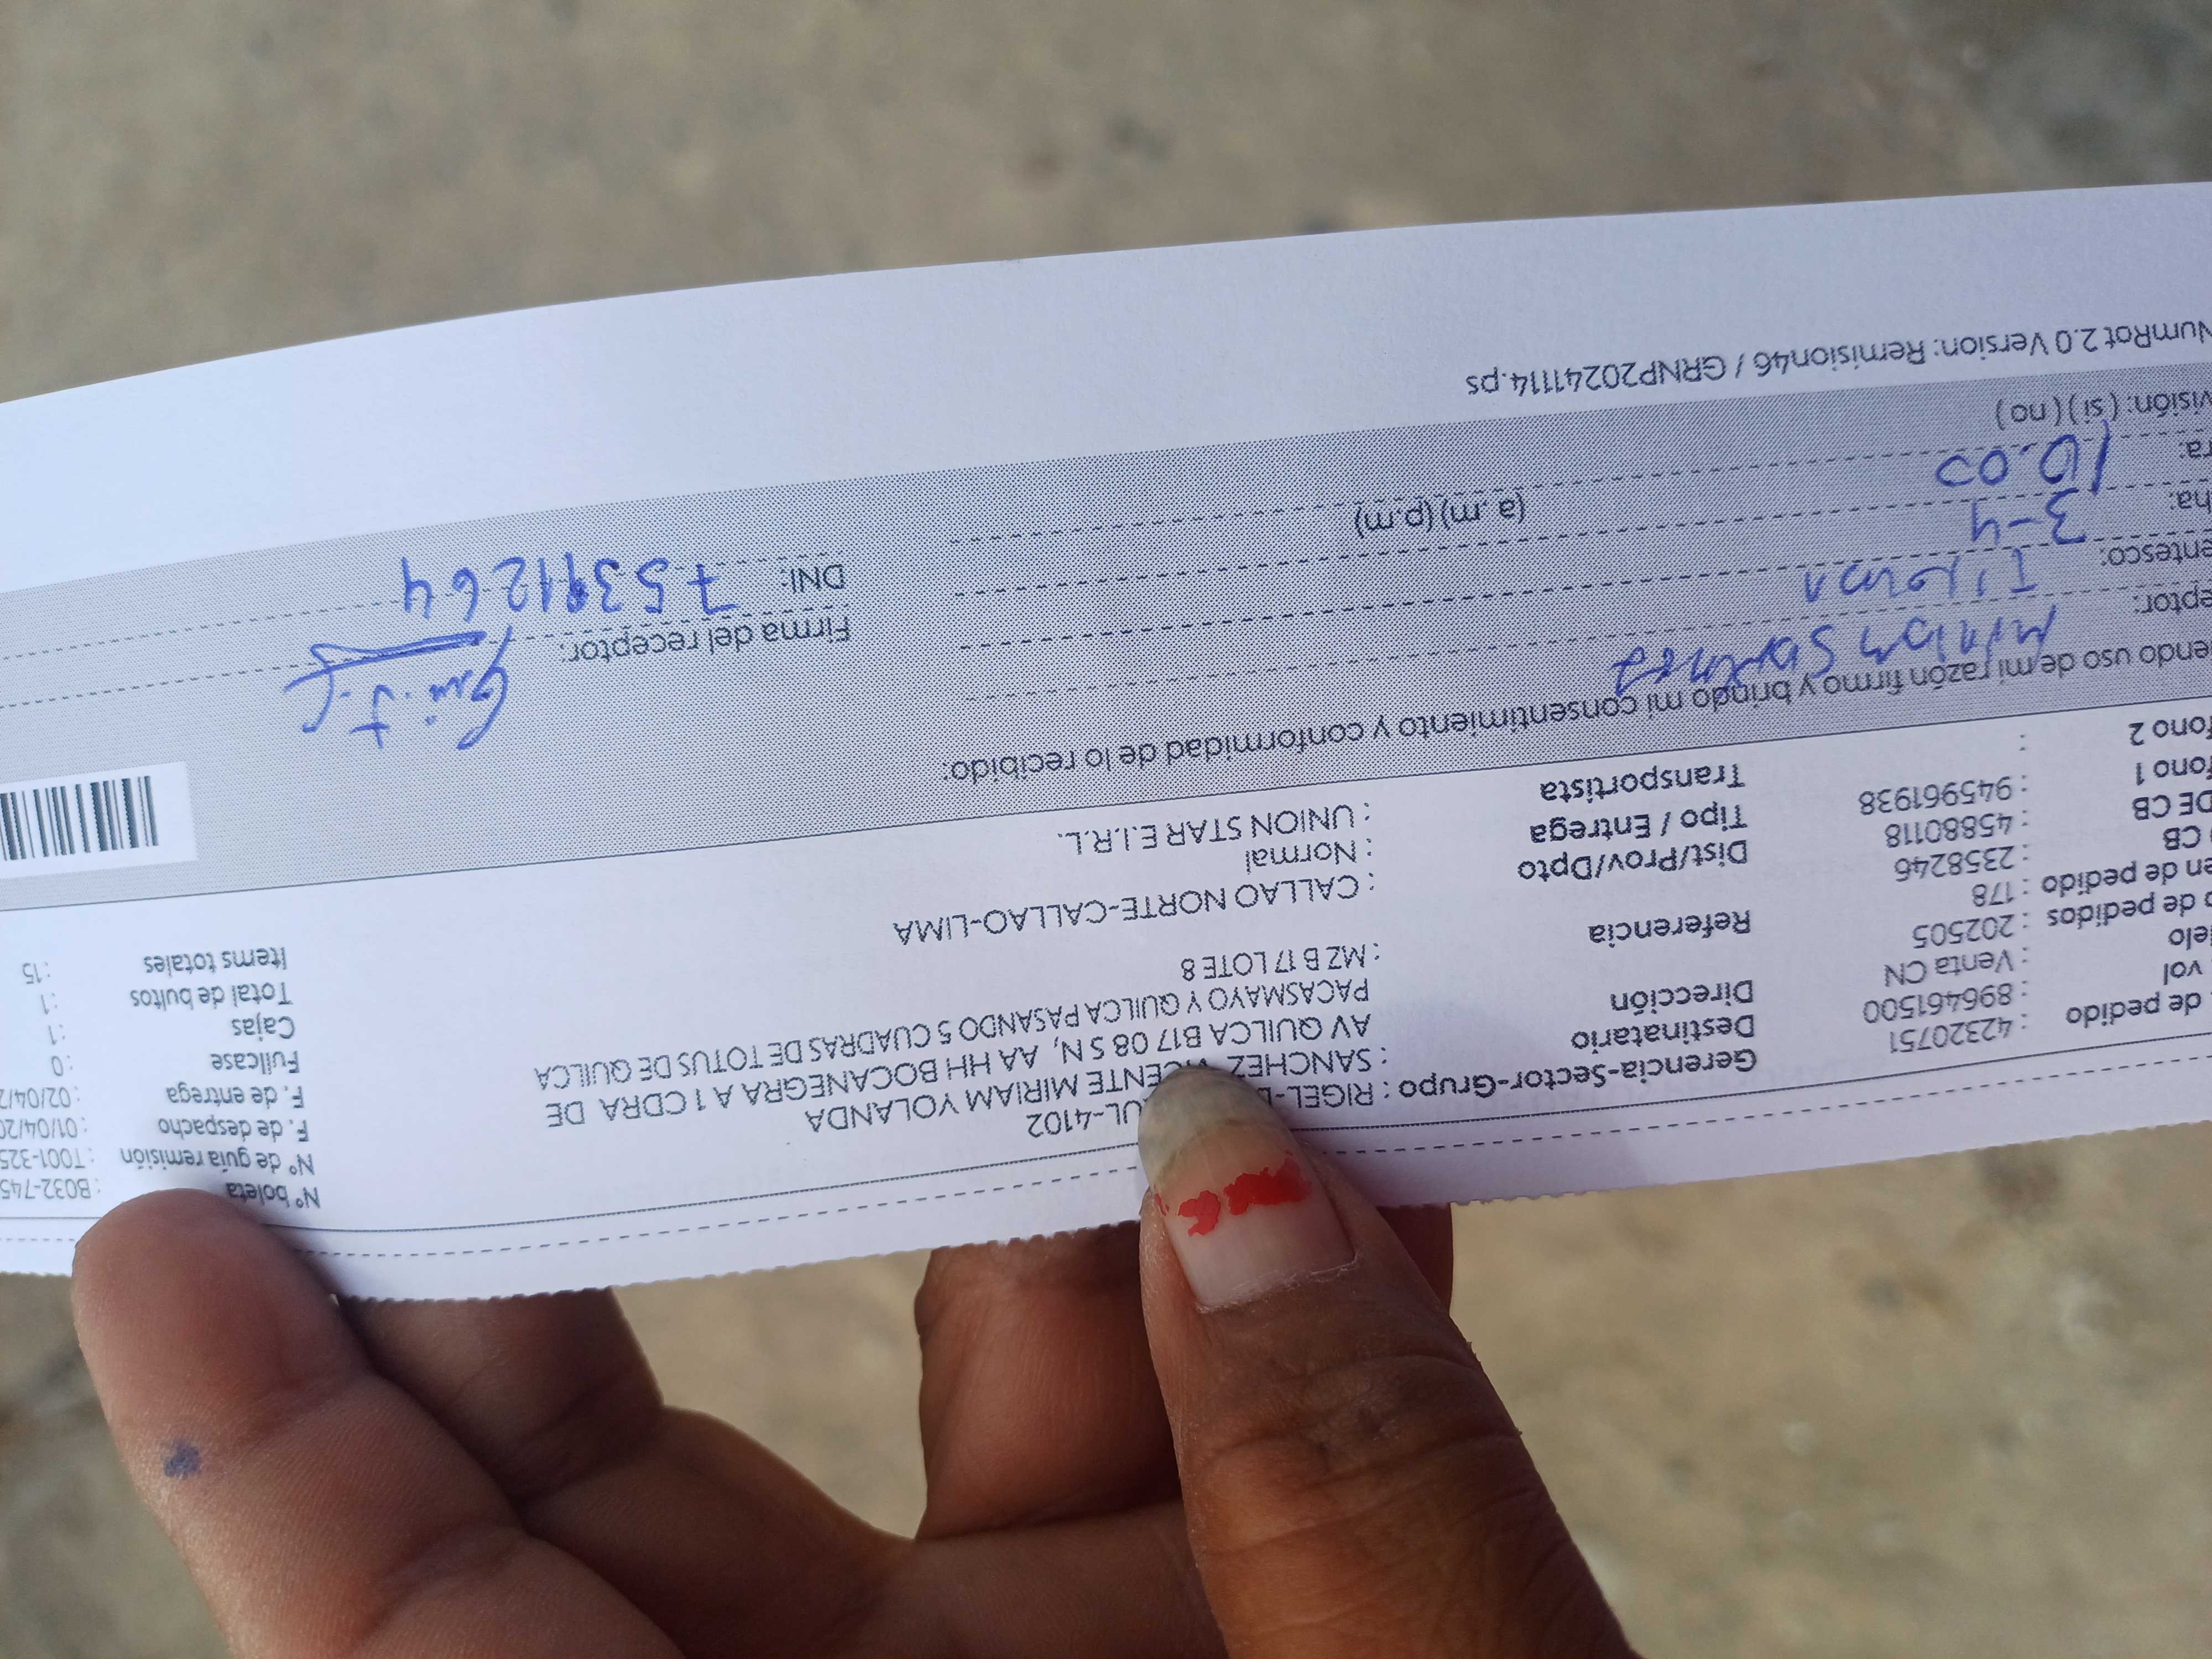 Nº boleta : B032-745
Nº de guía remisión : T001-325
F. de despacho : 01/04/20
F. de entrega : 02/04/2
Fullcase : 0
Cajas : 1
Total de bultos : 1
Items totales : 15
Gerencia-Sector-Grupo : RIGEL- UL-4102
Destinatario : SANCHEZ VICENTE MIRIAM YOLANDA
Dirección AV QUILCA B17 08 S N, AA HH BOCANEGRA A 1 CDRA DE
PACASMAYO Y QUILCA PASANDO 5 CUADRAS DE TOTUS DE QUILCA
Referencia : MZ B 17 LOTE 8
Dist/Prov/Dpto : CALLAO NORTE-CALLAO-LIMA
Tipo / Entrega : Normal
Transportista : UNION STAR E.I.R.L.
de pedido : 42320751
vol : 896461500
elo : Venta CN
o de pedidos : 202505
en de pedido : 178
CB : 2358246
DE CB : 45880118
fono 1 : 945961938
fono 2 :
endo uso de mi razón firmo y brindo mi consentimiento y conformidad de lo recibido:
eptor: Miriam Sanchez
entesco:
ha: 3-4
ra: 10.00 (a .m) (p.m)
visión: ( si ) ( no )
Firma del receptor:
DNI: 75391264
NumRot 2.0 Version: Remision46 / GRNP20241114.ps